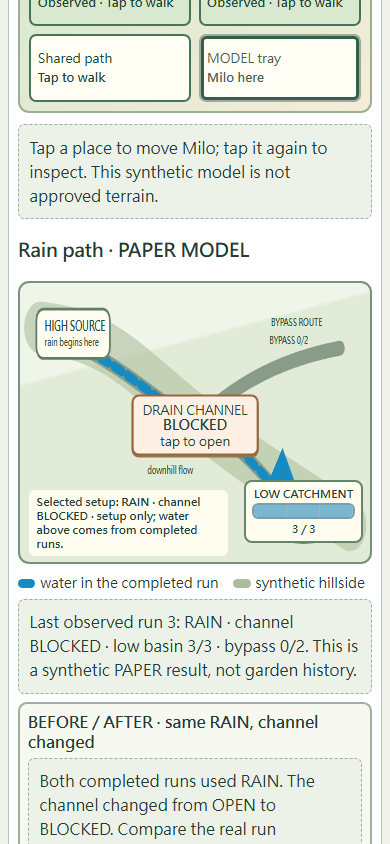 Observed · Tap to walk
Observed · Tap to walk
Shared path
Tap to walk
MODEL tray
Milo here
Tap a place to move Milo; tap it again to
inspect. This synthetic model is not
approved terrain.
Rain path · PAPER MODEL
HIGH SOURCE
rain begins here
BYPASS ROUTE
BYPASS 0/2
DRAIN CHANNEL
BLOCKED
tap to open
downhill flow
LOW CATCHMENT
3 / 3
Selected setup: RAIN · channel
BLOCKED · setup only; water
above comes from completed
runs.
water in the completed run
synthetic hillside
Last observed run 3: RAIN · channel
BLOCKED · low basin 3/3 · bypass 0/2. This is
a synthetic PAPER result, not garden history.
BEFORE / AFTER · same RAIN, channel
changed
Both completed runs used RAIN. The
channel changed from OPEN to
BLOCKED. Compare the real run